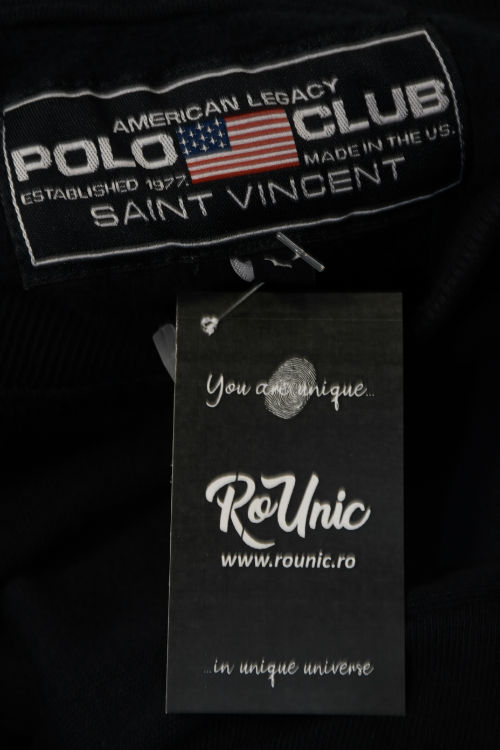 AMERICAN LEGACY
POLO CLUB
ESTABLISHED 1977. MADE IN THE U.S.
SAINT VINCENT
You are unique...
RoUnic
www.rounic.ro
...in unique universe